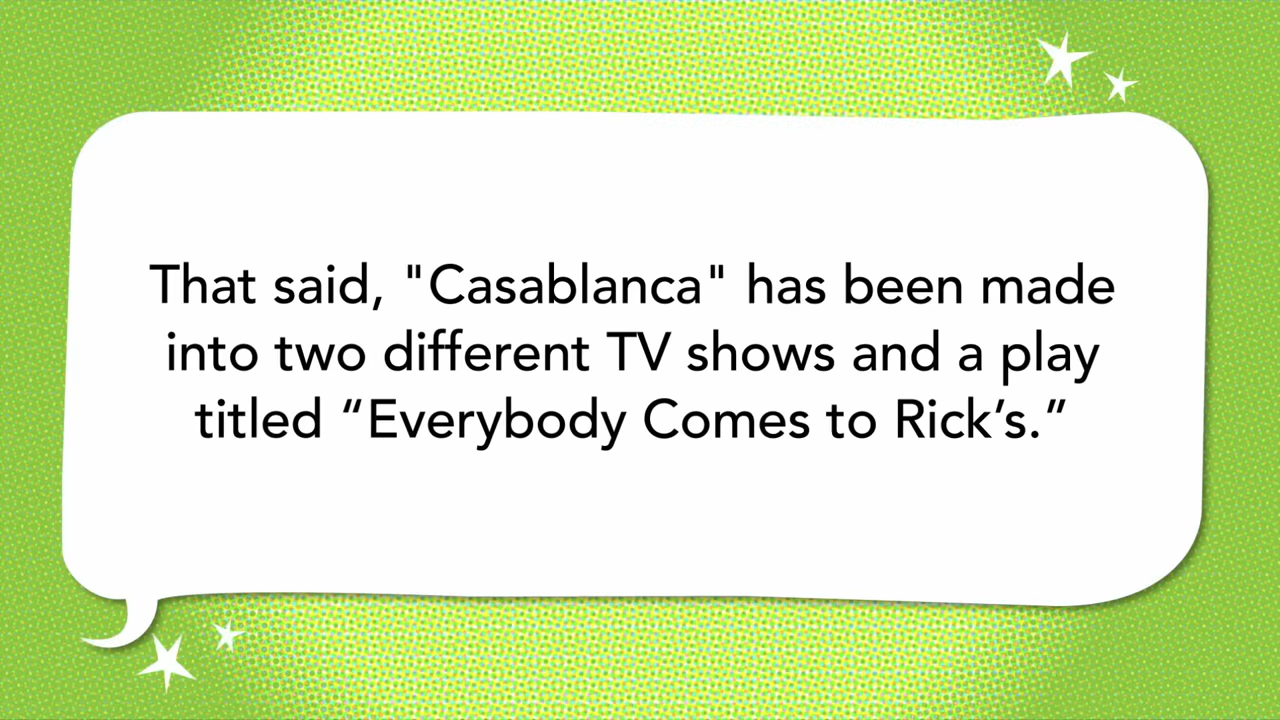 That said, "Casablanca" has been made
into two different TV shows and a play
titled “Everybody Comes to Rick’s.”